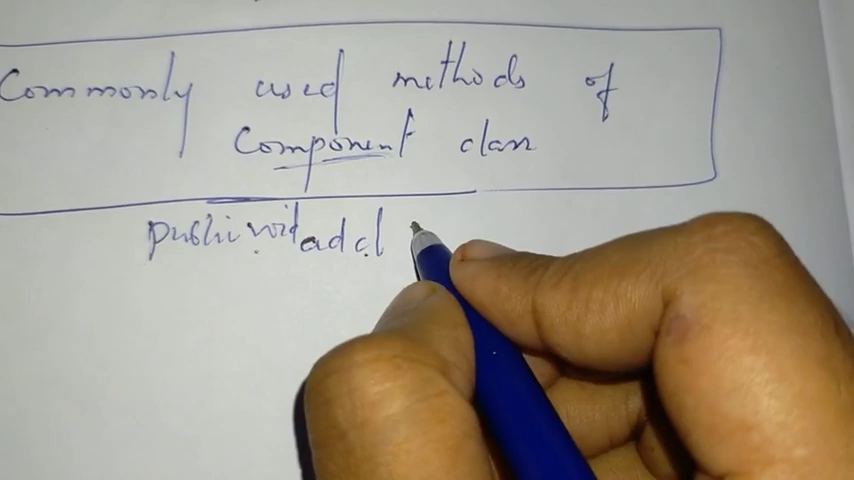 Commonly used methods of
Component class
public void add